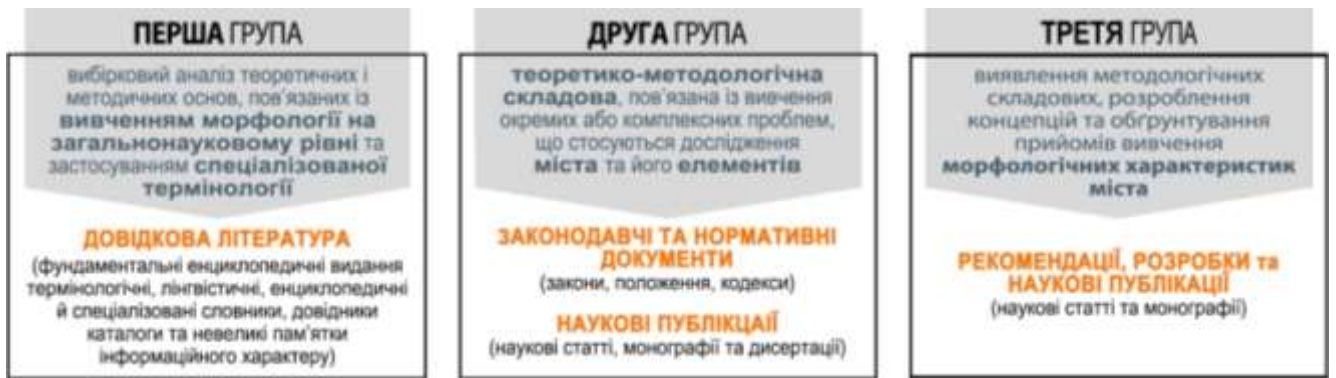 ПЕРША ГРУПА
вибірковий аналіз теоретичних і
методичних основ, пов'язаних із
вивченням морфології на
загальнонауковому рівні та
застосуванням спеціалізованої
термінології
ДОВІДКОВА ЛІТЕРАТУРА
(фундаментальні енциклопедичні видання
термінологічні, лінгвістичні, енциклопедичні
й спеціалізовані словники, довідники
каталоги та невеликі пам'ятки
інформаційного характеру)
ДРУГА ГРУПА
теоретико-методологічна
складова, пов'язана із вивчення
окремих або комплексних проблем,
що стосуються дослідження
міста та його елементів
ЗАКОНОДАВЧІ ТА НОРМАТИВНІ
ДОКУМЕНТИ
(закони, положення, кодекси)
НАУКОВІ ПУБЛІКЦАІЇ
(наукові статті, монографії та дисертації)
ТРЕТЯ ГРУПА
виявлення методологічних
складових, розроблення
концепцій та обґрунтування
прийомів вивчення
морфологічних характеристик
міста
РЕКОМЕНДАЦІЇ, РОЗРОБКИ та
НАУКОВІ ПУБЛІКАЦІЇ
(наукові статті та монографії)